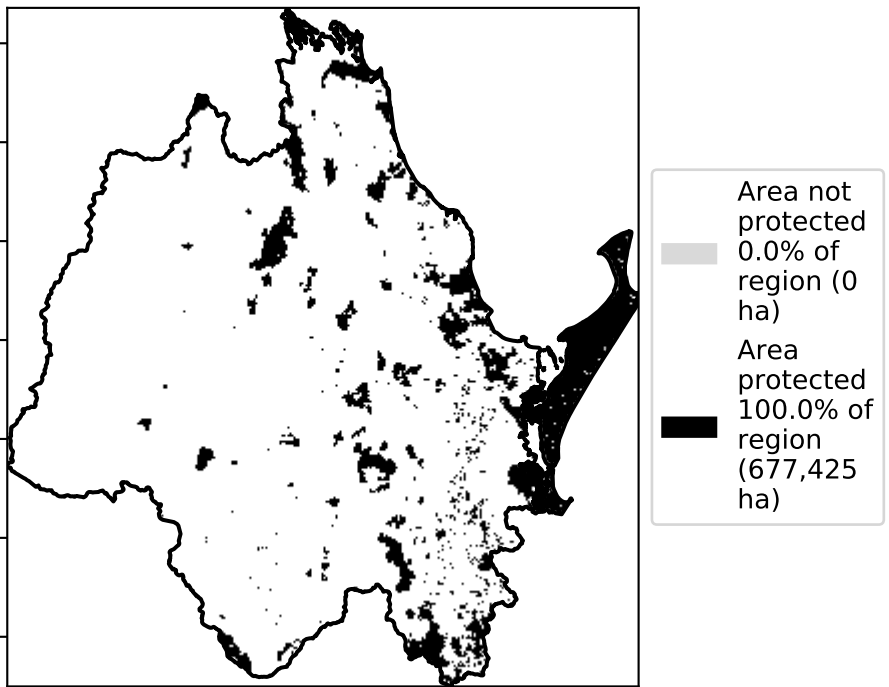 Area not
protected
0.0% of
region (0
ha)
Area
protected
100.0% of
region
(677,425
ha)